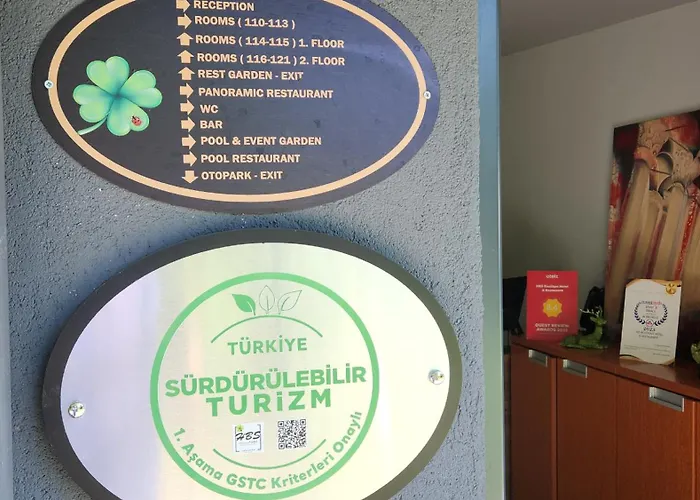 RECEPTION
ROOMS ( 110-113 )
ROOMS ( 114-115 ) 1. FLOOR
ROOMS ( 116-121 ) 2. FLOOR
REST GARDEN - EXIT
PANORAMIC RESTAURANT
WC
BAR
POOL & EVENT GARDEN
POOL RESTAURANT
OTOPARK - EXIT
TÜRKİYE
SÜRDÜRÜLEBİLİR
TURİZM
HBS
1. Aşama GSTC Kriterleri Onaylı